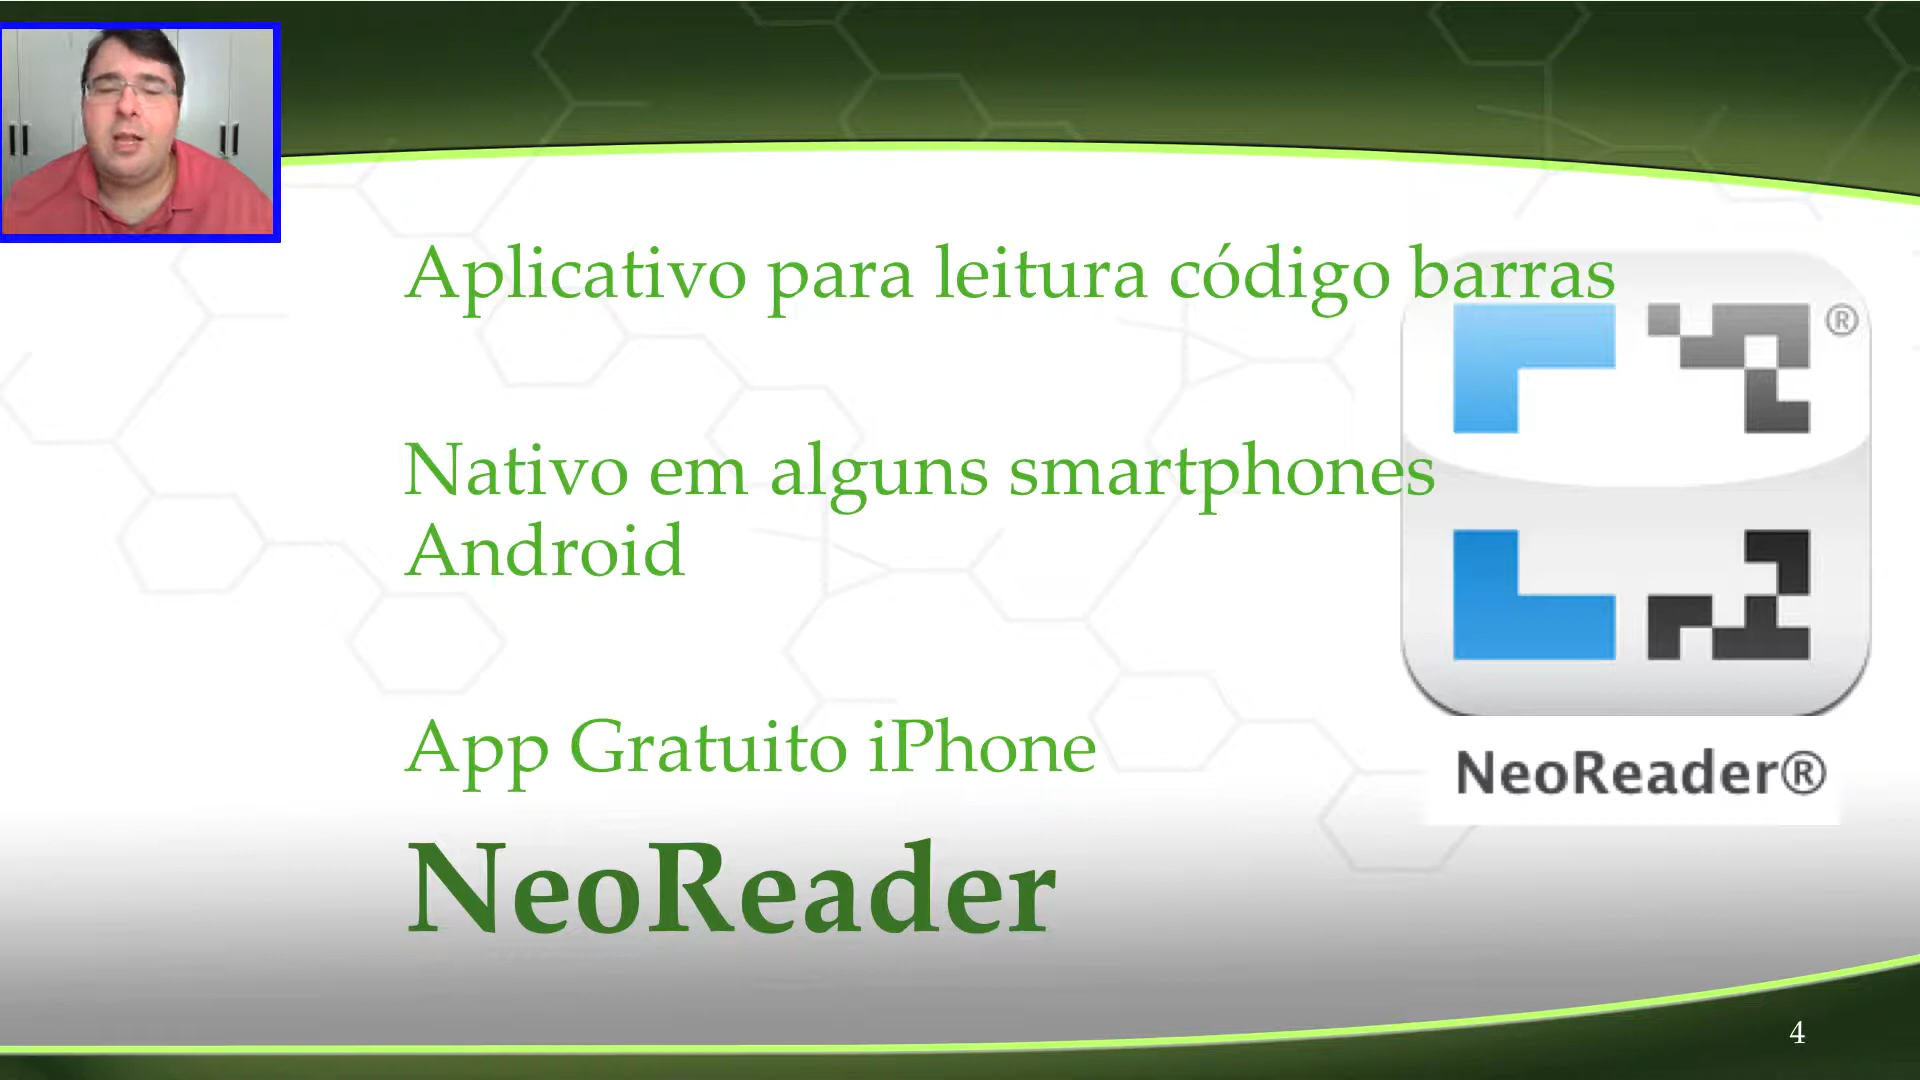 Aplicativo para leitura código barras
®
Nativo em alguns smartphones
Android
App Gratuito iPhone
NeoReader®
NeoReader
4